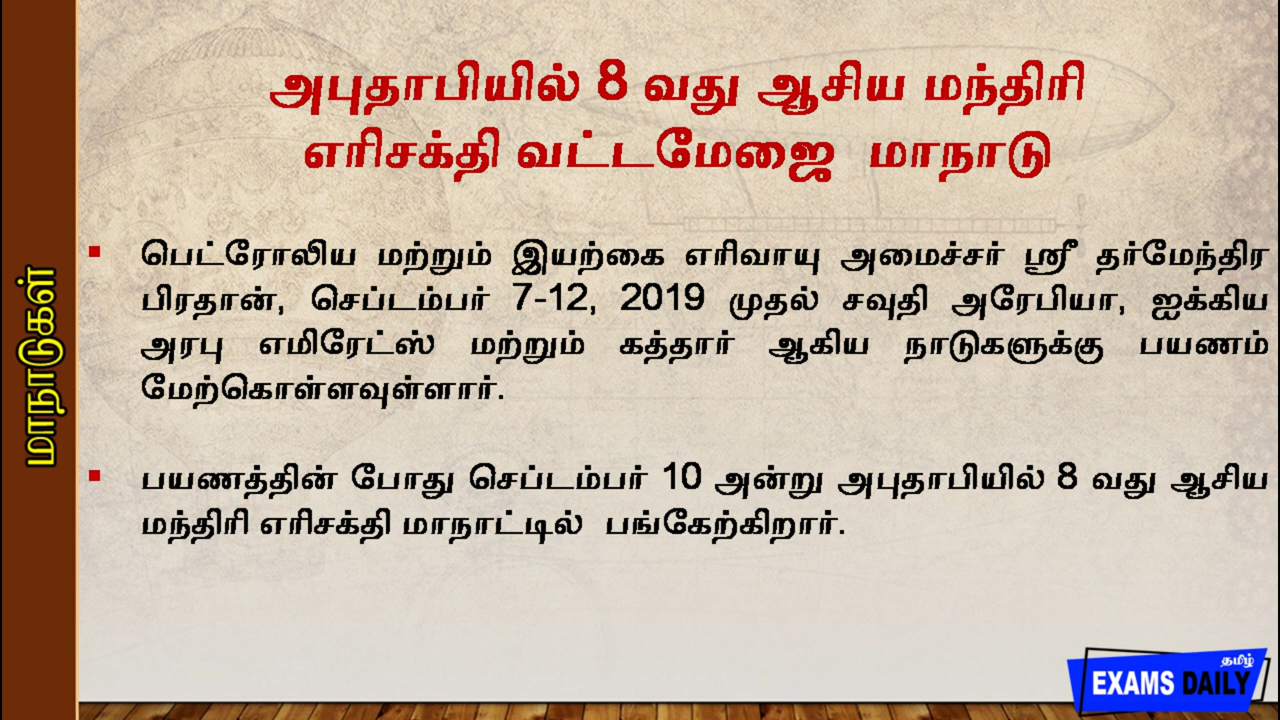 அபுதாபியில் 8 வது ஆசிய மந்திரி
எரிசக்தி வட்டமேஜை மாநாடு
மாநாடுகள்
பெட்ரோலிய மற்றும் இயற்கை எரிவாயு அமைச்சர் ஸ்ரீ தர்மேந்திர
பிரதான், செப்டம்பர் 7-12, 2019 முதல் சவுதி அரேபியா, ஐக்கிய
அரபு எமிரேட்ஸ் மற்றும் கத்தார் ஆகிய நாடுகளுக்கு பயணம்
மேற்கொள்ளவுள்ளார்.
பயணத்தின் போது செப்டம்பர் 10 அன்று அபுதாபியில் 8 வது ஆசிய
மந்திரி எரிசக்தி மாநாட்டில் பங்கேற்கிறார்.
தமிழ்
EXAMS DAILY